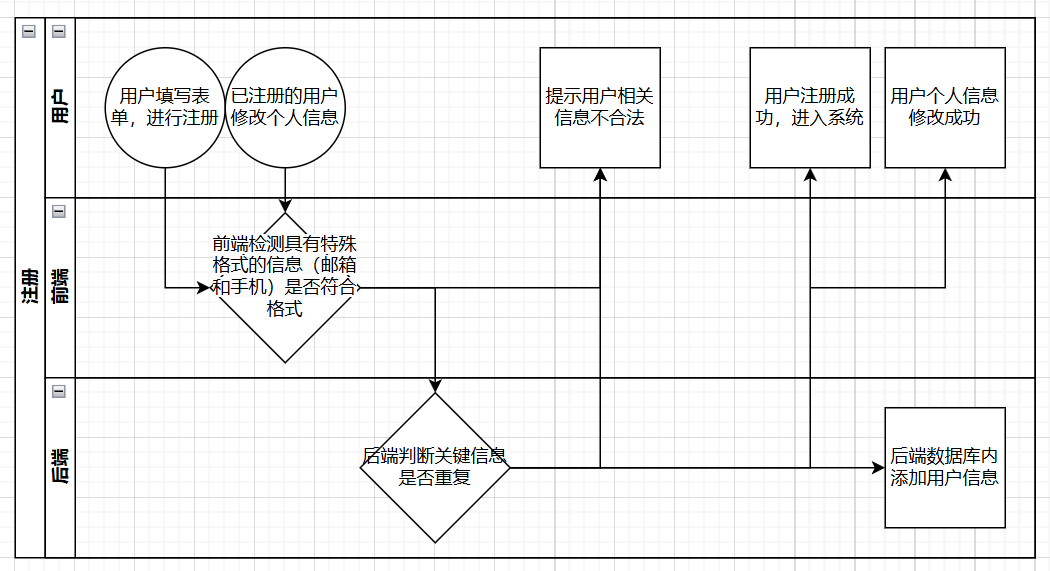 注册
用户
用户填写表
单，进行注册
已注册的用户
修改个人信息
提示用户相关
信息不合法
用户注册成
功，进入系统
用户个人信息
修改成功
前端
前端检测具有特殊
格式的信息（邮箱
和手机）是否符合
格式
后端
后端判断关键信息
是否重复
后端数据库内
添加用户信息